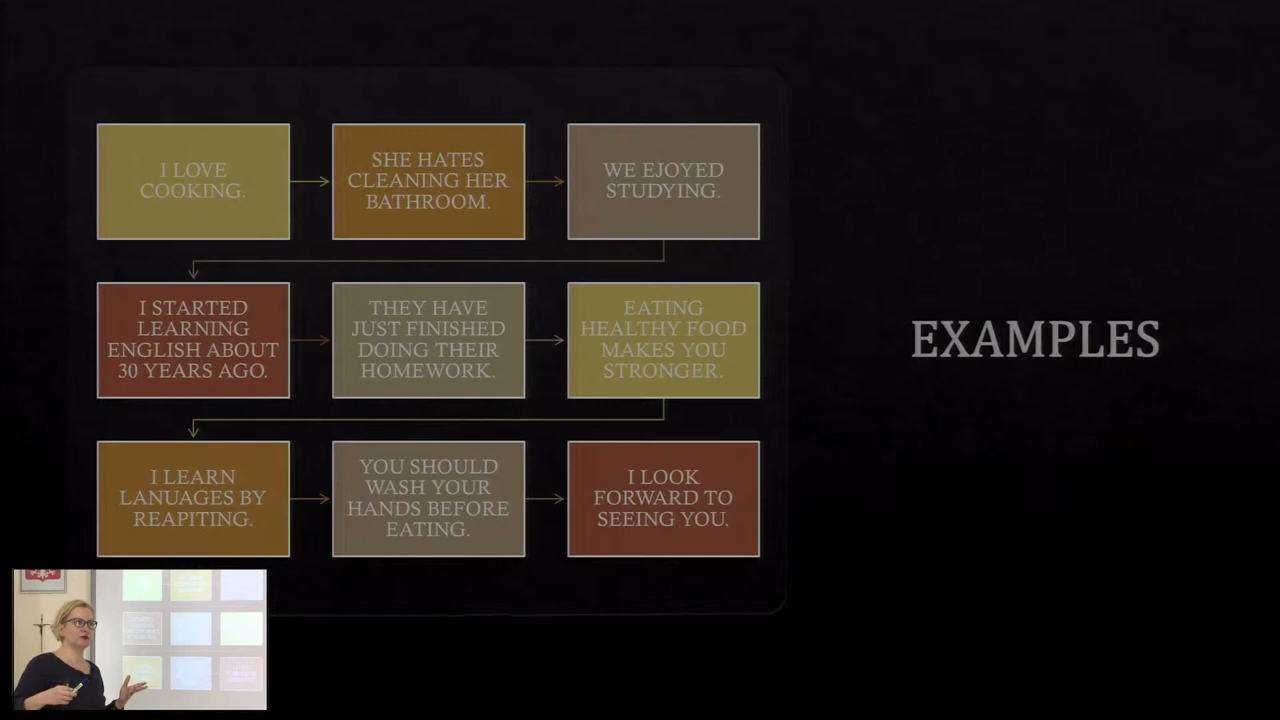 I LOVE
COOKING.
SHE HATES
CLEANING HER
BATHROOM.
WE EJOYED
STUDYING.
I STARTED
LEARNING
ENGLISH ABOUT
30 YEARS AGO.
THEY HAVE
JUST FINISHED
DOING THEIR
HOMEWORK.
EATING
HEALTHY FOOD
MAKES YOU
STRONGER.
I LEARN
LANUAGES BY
REAPITING.
YOU SHOULD
WASH YOUR
HANDS BEFORE
EATING.
I LOOK
FORWARD TO
SEEING YOU.
EXAMPLES